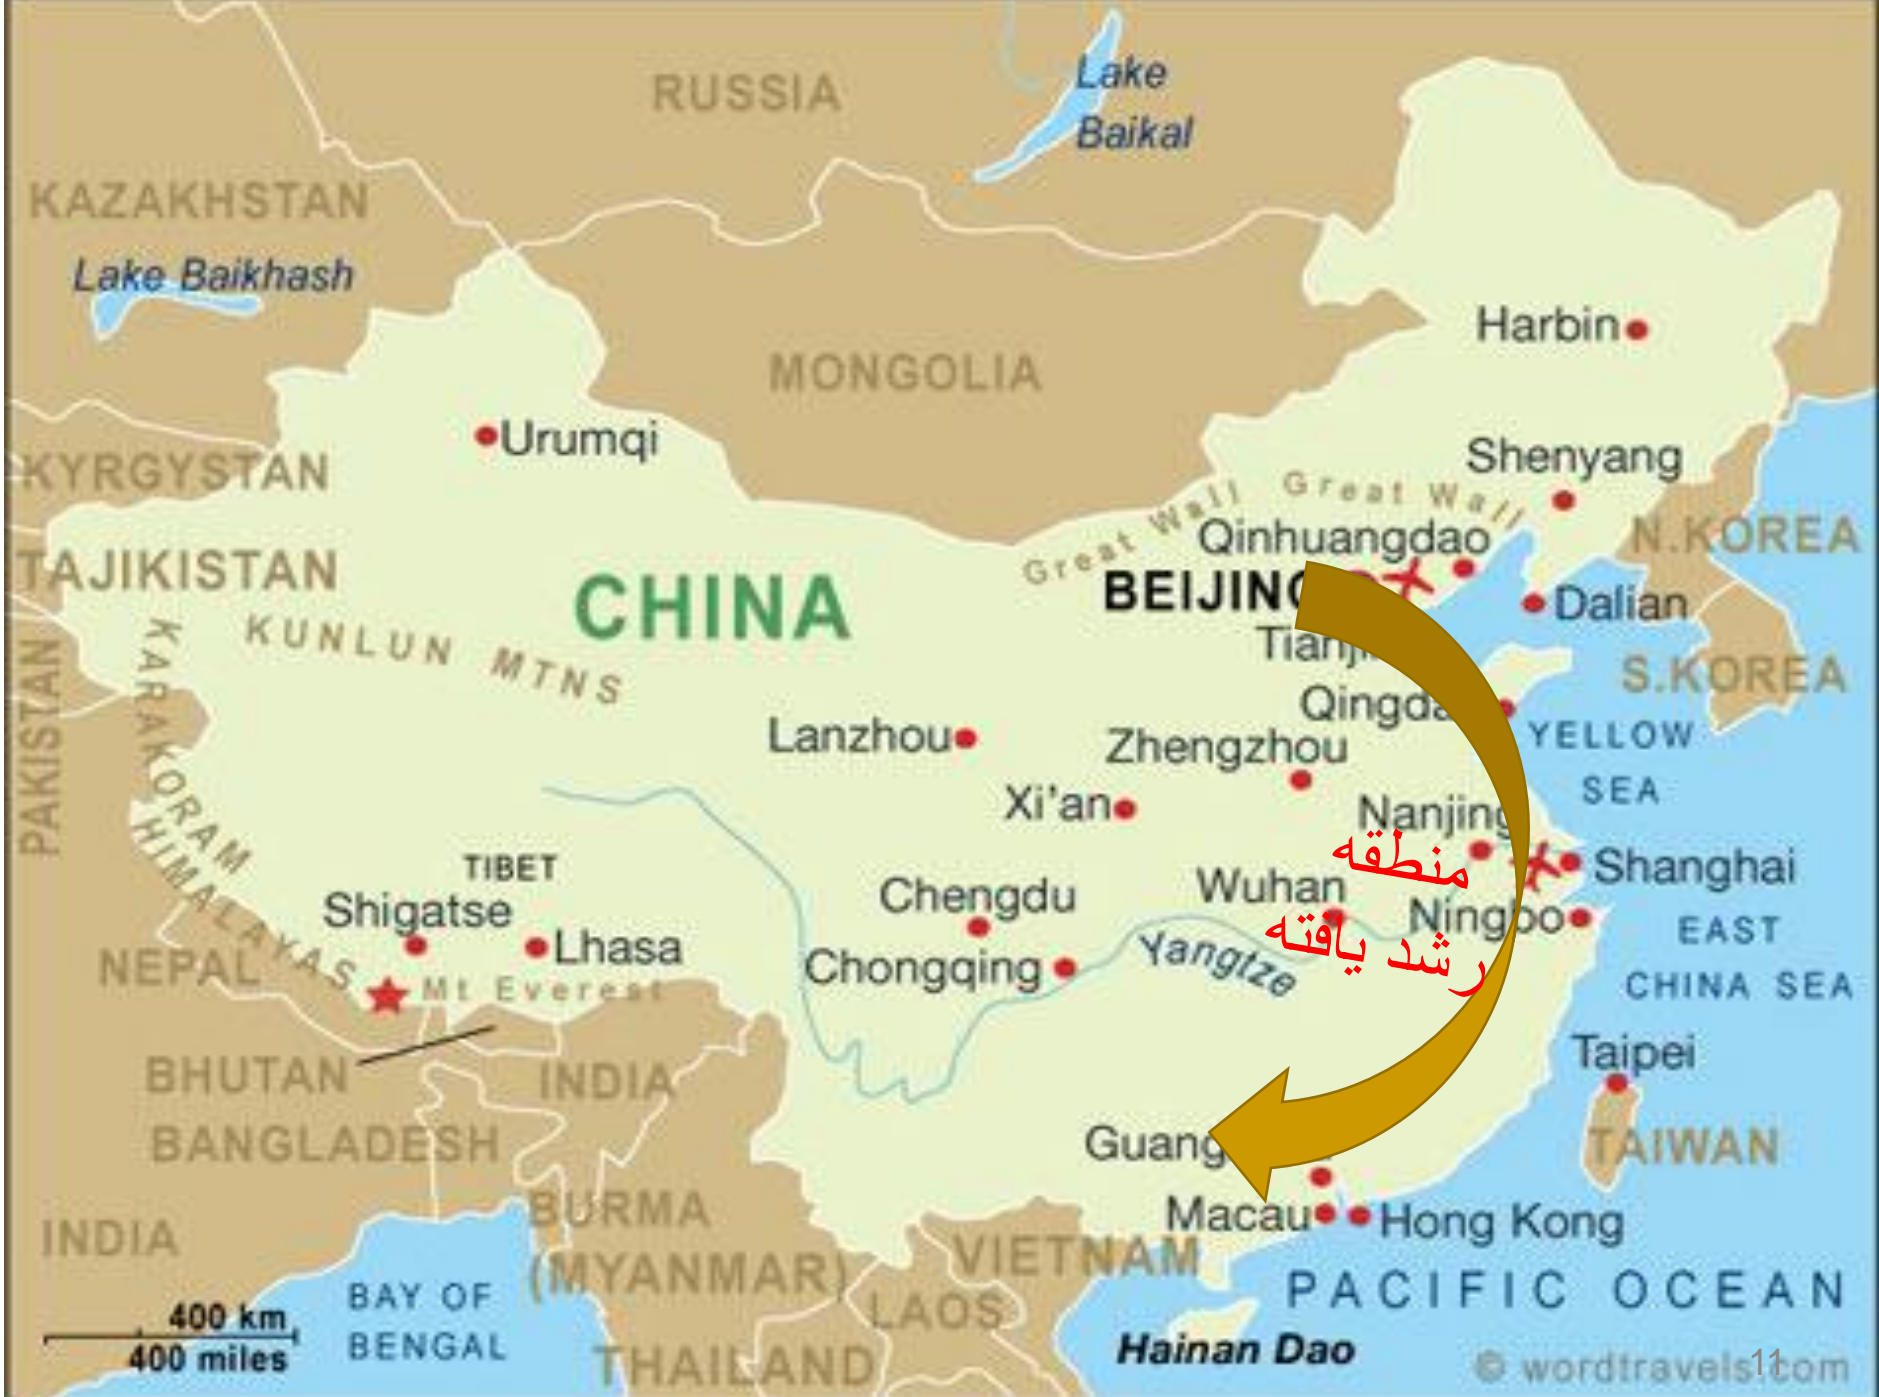 RUSSIA
Lake
Baikal
KAZAKHSTAN
Lake Baikhash
MONGOLIA
Harbin
Urumqi
KYRGYSTAN
Shenyang
Great Wall Great Wall
Qinhuangdao
N.KOREA
TAJIKISTAN
CHINA
BEIJING
Dalian
KARAKORAM
KUNLUN MTNS
PAKISTAN
S.KOREA
Qingda
Lanzhou
Zhengzhou
YELLOW
SEA
Xi'an
Nanjing
منطقه
رشد یافته
Shanghai
HIMALAYAS
TIBET
Shigatse
Chengdu
Wuhan
Ningbo
EAST
CHINA SEA
Lhasa
NEPAL
Chongqing
Yangtze
Mt Everest
Taipei
BHUTAN
INDIA
BANGLADESH
Guang
TAIWAN
INDIA
BURMA
(MYANMAR)
Macau
Hong Kong
VIETNAM
LAOS
PACIFIC OCEAN
BAY OF
BENGAL
400 km
400 miles
THAILAND
Hainan Dao
© wordtravels.com
11